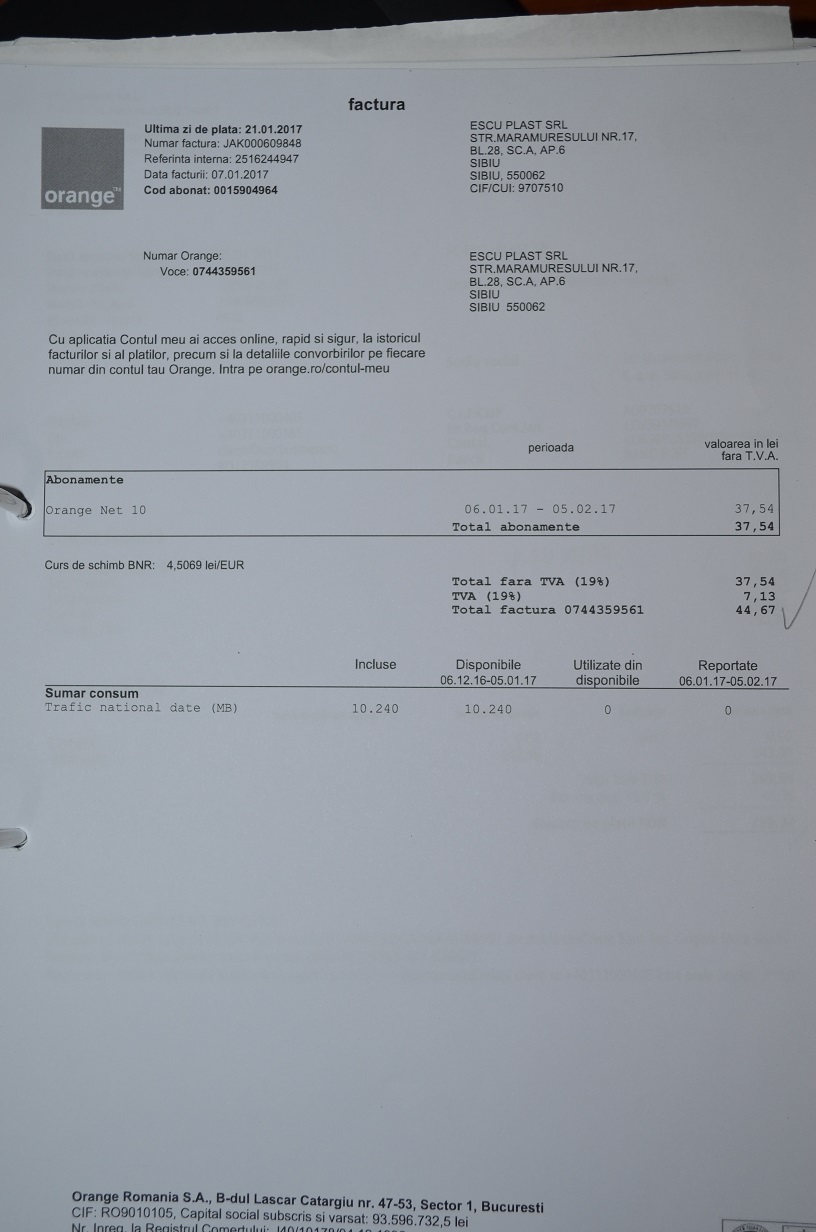 factura
orange™
Ultima zi de plata: 21.01.2017
Numar factura: JAK000609848
Referinta interna: 2516244947
Data facturii: 07.01.2017
Cod abonat: 0015904964
ESCU PLAST SRL
STR.MARAMURESULUI NR.17,
BL.28, SC.A, AP.6
SIBIU
SIBIU, 550062
CIF/CUI: 9707510
Numar Orange:
Voce: 0744359561
ESCU PLAST SRL
STR.MARAMURESULUI NR.17,
BL.28, SC.A, AP.6
SIBIU
SIBIU 550062
Cu aplicatia Contul meu ai acces online, rapid si sigur, la istoricul
facturilor si al platilor, precum si la detaliile convorbirilor pe fiecare
numar din contul tau Orange. Intra pe orange.ro/contul-meu
perioada valoarea in lei
fara T.V.A.
Abonamente
Orange Net 10 06.01.17 - 05.02.17 37,54
Total abonamente 37,54
Curs de schimb BNR: 4,5069 lei/EUR
Total fara TVA (19%) 37,54
TVA (19%) 7,13
Total factura 0744359561 44,67
Incluse Disponibile Utilizate din Reportate
06.12.16-05.01.17 disponibile 06.01.17-05.02.17
Sumar consum
Trafic national date (MB) 10.240 10.240 0 0
Orange Romania S.A., B-dul Lascar Catargiu nr. 47-53, Sector 1, Bucuresti
CIF: RO9010105, Capital social subscris si varsat: 93.596.732,5 lei
Nr. Inreg. la Registrul Comertului: